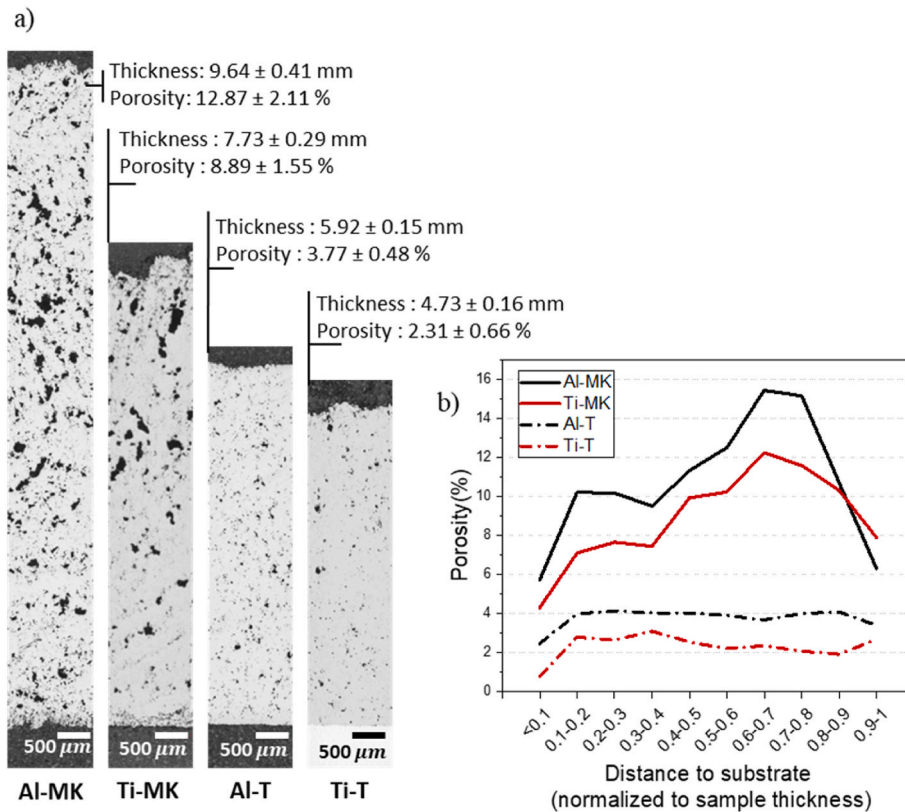 a)
Thickness: 9.64 ± 0.41 mm
Porosity: 12.87 ± 2.11 %
Thickness : 7.73 ± 0.29 mm
Porosity : 8.89 ± 1.55 %
Thickness : 5.92 ± 0.15 mm
Porosity : 3.77 ± 0.48 %
Thickness : 4.73 ± 0.16 mm
Porosity : 2.31 ± 0.66 %
500 μm
500 μm
500 μm
500 μm
Al-MK
Ti-MK
Al-T
Ti-T
b)
Al-MK
Ti-MK
Al-T
Ti-T
Porosity(%)
16
14
12
10
8
6
4
2
0
<0.1
0.1-0.2
0.2-0.3
0.3-0.4
0.4-0.5
0.5-0.6
0.6-0.7
0.7-0.8
0.8-0.9
0.9-1
Distance to substrate
(normalized to sample thickness)